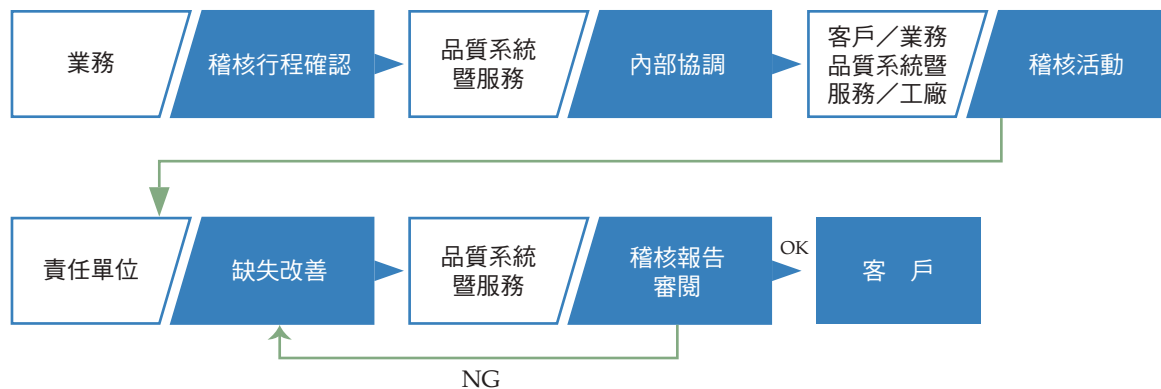 業務
稽核行程確認
品質系統
暨服務
內部協調
客戶／業務
品質系統暨
服務／工廠
稽核活動
責任單位
缺失改善
品質系統
暨服務
稽核報告
審閱
OK
客　戶
NG